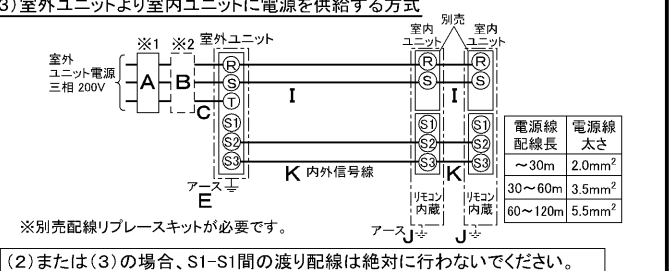 3)室外ユニットより室内ユニットに電源を供給する方式
※1 ※2 室外ユニット
別売
室内
ユニット
室内
ユニット
室外
ユニット電源
三相 200V
A
B
C
R
S
T
S1
S2
S3
I
K 内外信号線
アース
E
R
S
S1
S2
S3
リモコン
内蔵
アース J
I
K
R
S
S1
S2
S3
リモコン
内蔵
J
電源線
配線長
電源線
太さ
~30m 2.0mm²
30~60m 3.5mm²
60~120m 5.5mm²
※別売配線リプレースキットが必要です。
(2)または(3)の場合、S1-S1間の渡り配線は絶対に行わないでください。